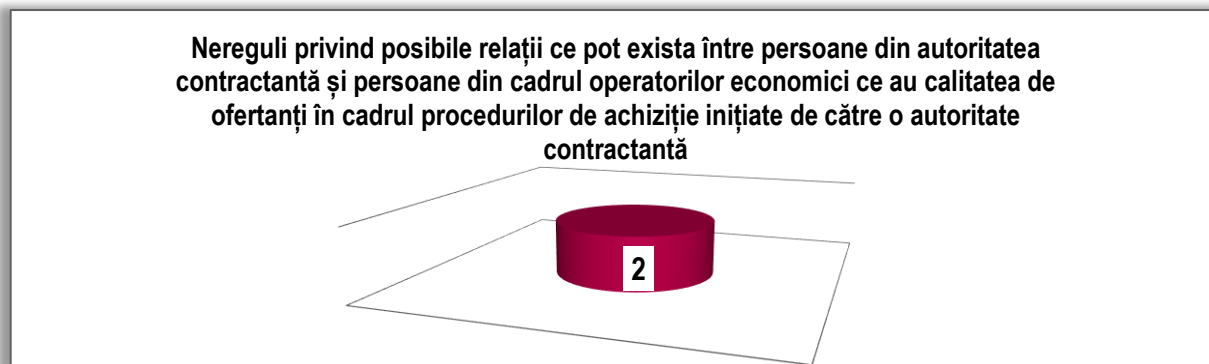 Nereguli privind posibile relații ce pot exista între persoane din autoritatea
contractantă și persoane din cadrul operatorilor economici ce au calitatea de
ofertanți în cadrul procedurilor de achiziție inițiate de către o autoritate
contractantă
2